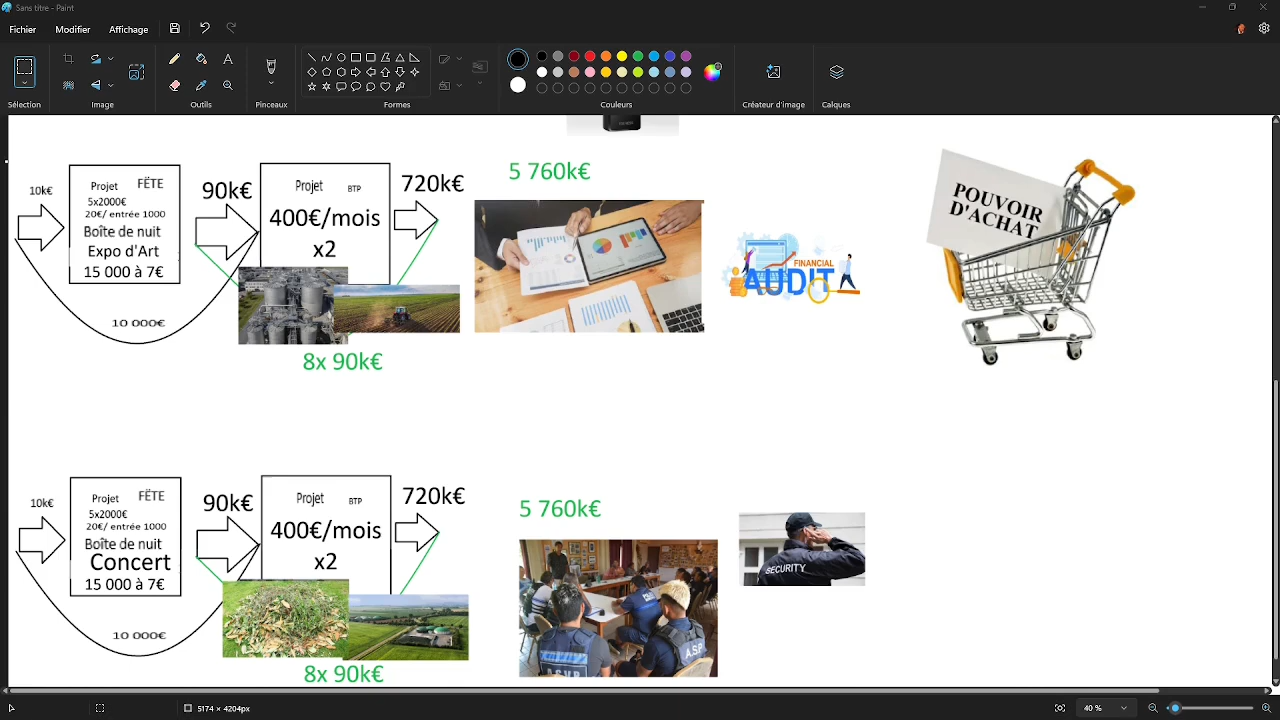 Sans titre - Paint
Fichier
Modifier
Affichage
Sélection
Image
Outils
Pinceaux
Formes
Couleurs
Créateur d'image
Calques
5 760k€
10k€
Projet FËTE
5x2000€
20€/ entrée 1000
Boîte de nuit
Expo d'Art
15 000 à 7€
10 000€
90k€
Projet BTP
400€/mois
x2
720k€
8x 90k€
FINANCIAL
AUDIT
POUVOIR
D'ACHAT
10k€
Projet FËTE
5x2000€
20€/ entrée 1000
Boîte de nuit
Concert
15 000 à 7€
10 000€
90k€
Projet BTP
400€/mois
x2
720k€
8x 90k€
5 760k€
A.S.V.P
A.S.P
SECURITY
5174 × 4204px
40 %